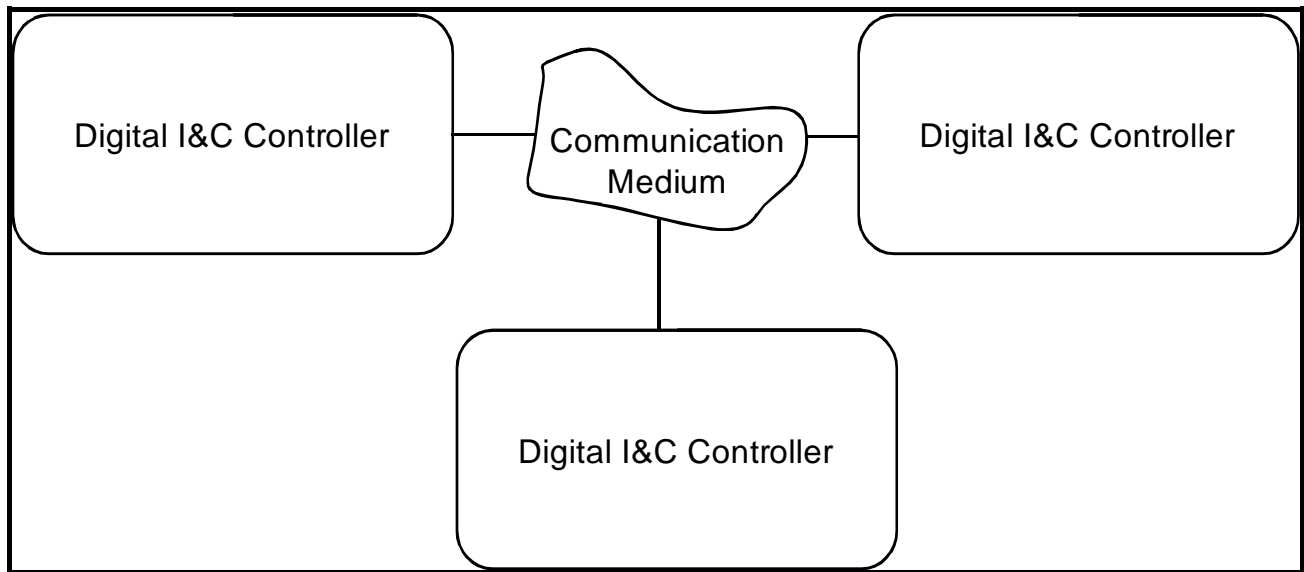 Digital I&C Controller
Communication
Medium
Digital I&C Controller
Digital I&C Controller